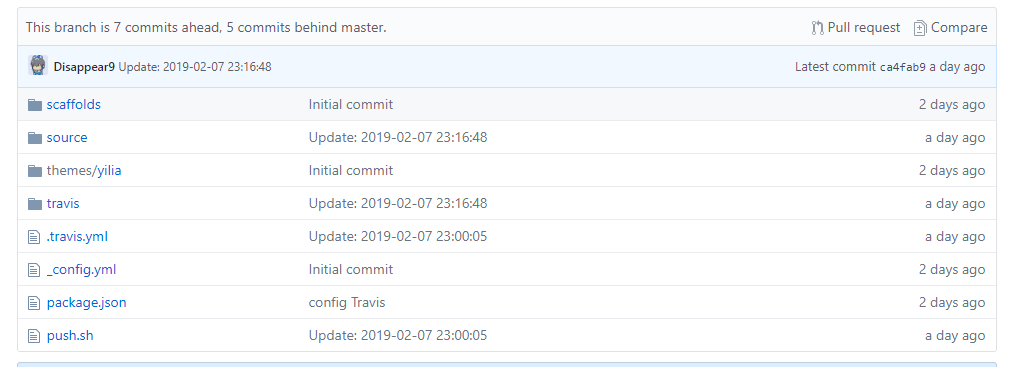 This branch is 7 commits ahead, 5 commits behind master. Pull request Compare
Disappear9 Update: 2019-02-07 23:16:48 Latest commit ca4fab9 a day ago
scaffolds Initial commit 2 days ago
source Update: 2019-02-07 23:16:48 a day ago
themes/yilia Initial commit 2 days ago
travis Update: 2019-02-07 23:16:48 a day ago
.travis.yml Update: 2019-02-07 23:00:05 a day ago
_config.yml Initial commit 2 days ago
package.json config Travis 2 days ago
push.sh Update: 2019-02-07 23:00:05 a day ago